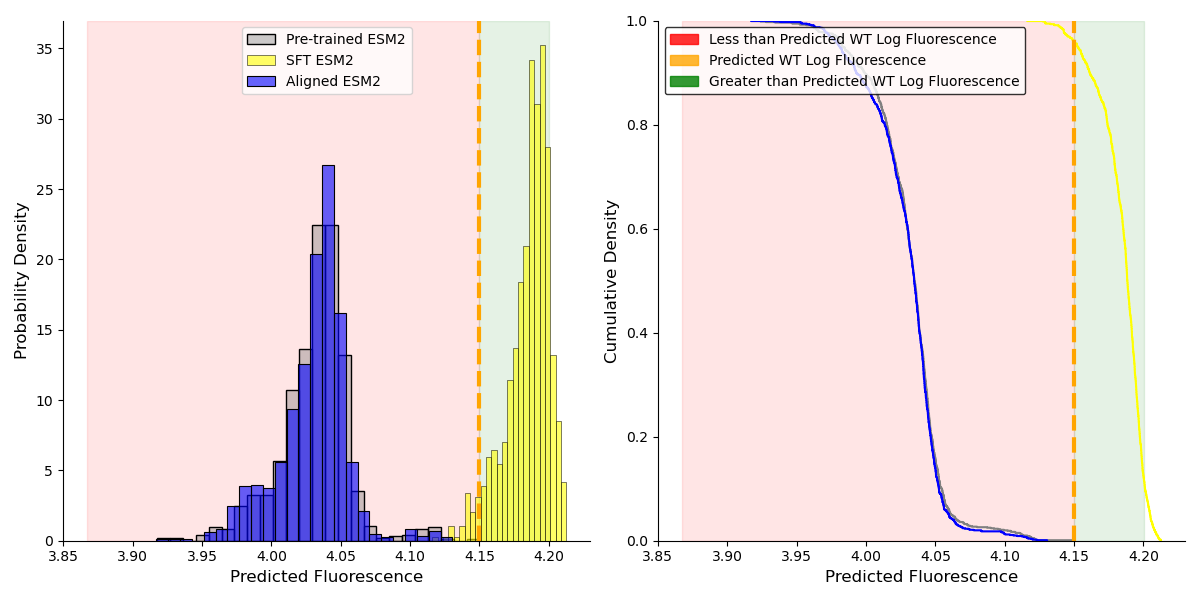 Probability Density
35
30
25
20
15
10
5
0
Pre-trained ESM2
SFT ESM2
Aligned ESM2
3.85 3.90 3.95 4.00 4.05 4.10 4.15 4.20
Predicted Fluorescence
Cumulative Density
1.0
0.8
0.6
0.4
0.2
0.0
Less than Predicted WT Log Fluorescence
Predicted WT Log Fluorescence
Greater than Predicted WT Log Fluorescence
3.85 3.90 3.95 4.00 4.05 4.10 4.15 4.20
Predicted Fluorescence